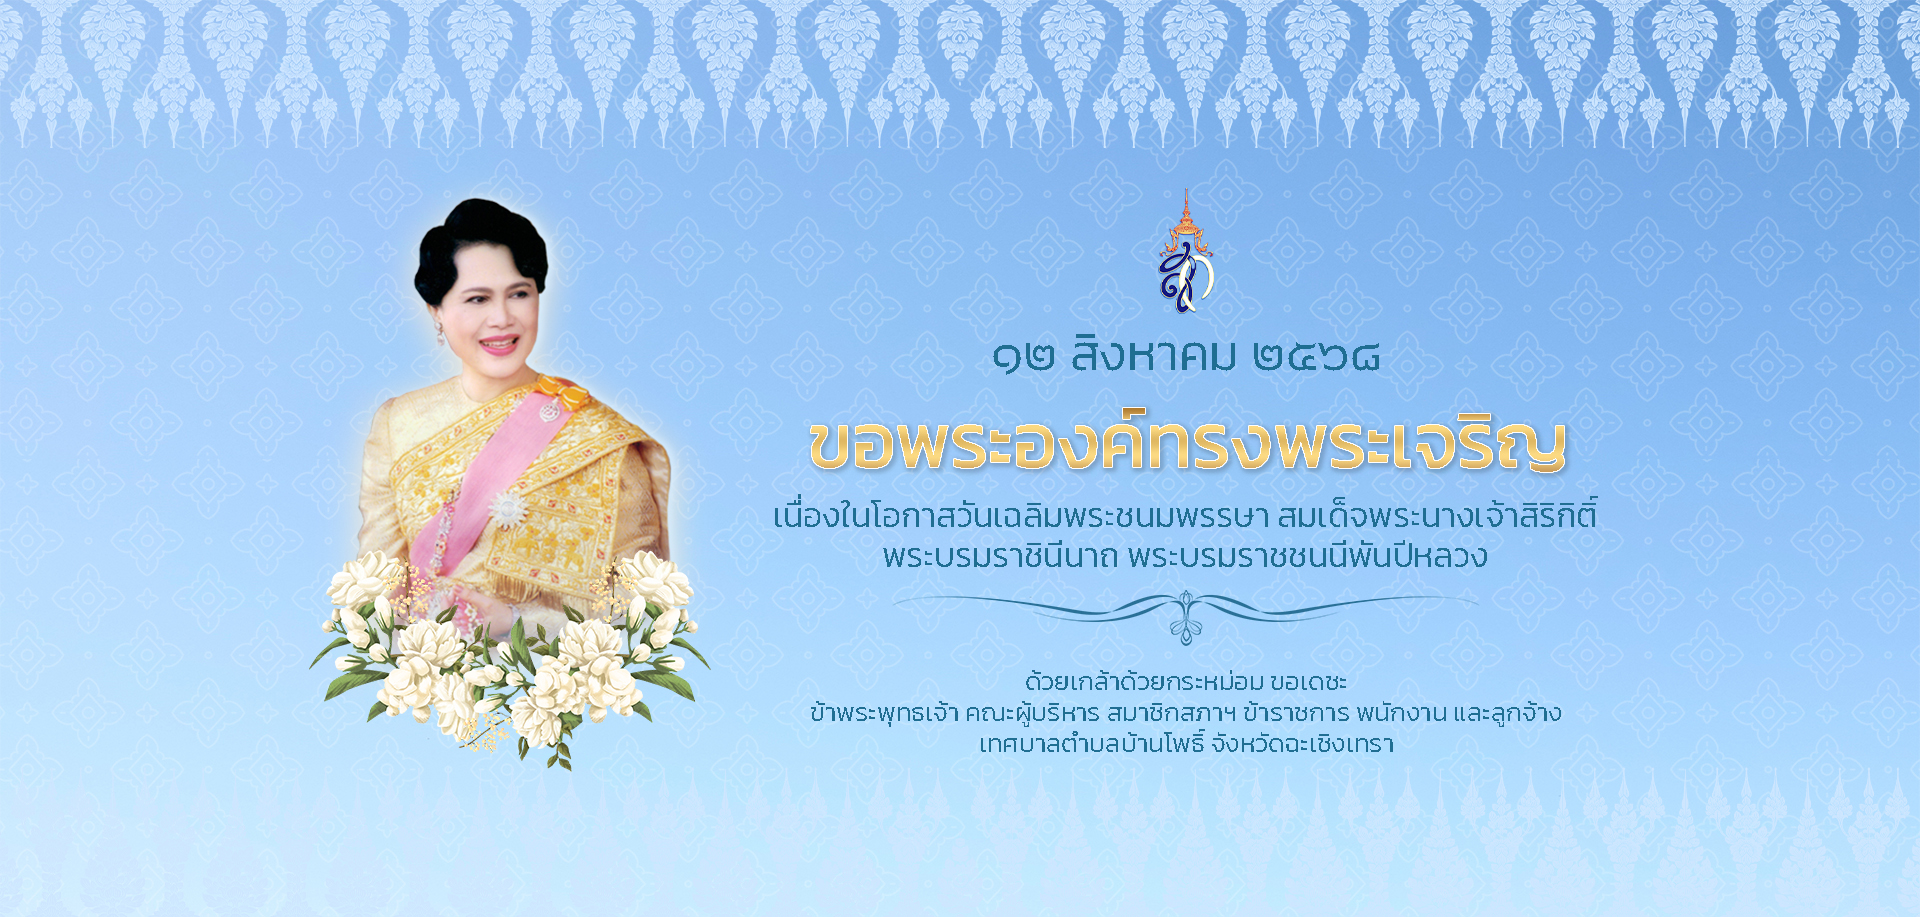 สก
๑๒ สิงหาคม ๒๕๖๘
ขอพระองค์ทรงพระเจริญ
เนื่องในโอกาสวันเฉลิมพระชนมพรรษา สมเด็จพระนางเจ้าสิริกิติ์
พระบรมราชินีนาถ พระบรมราชชนนีพันปีหลวง
ด้วยเกล้าด้วยกระหม่อม ขอเดชะ
ข้าพระพุทธเจ้า คณะผู้บริหาร สมาชิกสภาฯ ข้าราชการ พนักงาน และลูกจ้าง
เทศบาลตำบลบ้านโพธิ์ จังหวัดฉะเชิงเทรา